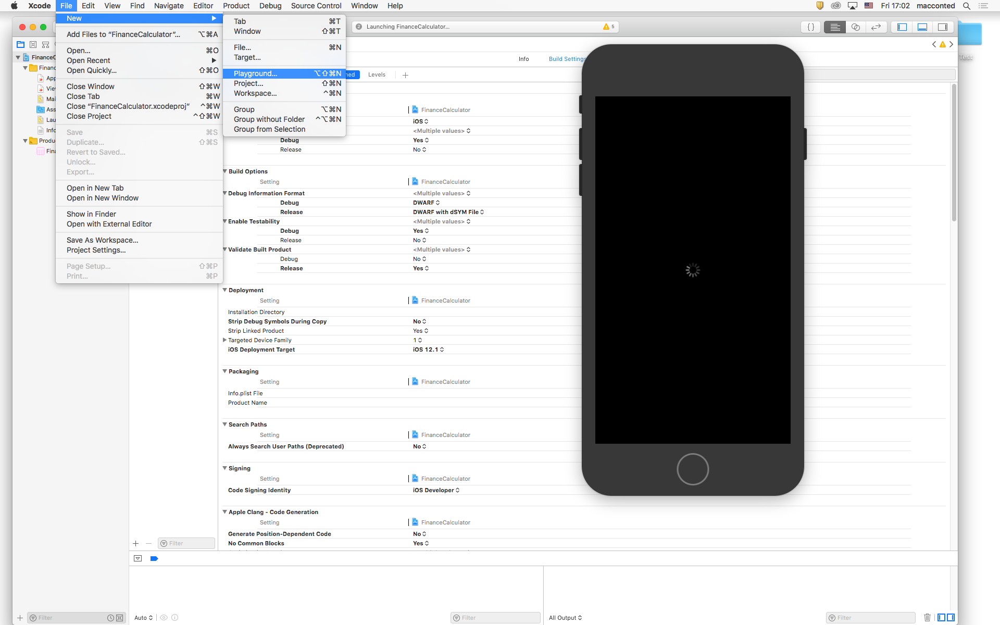 Xcode File Edit View Find Navigate Editor Product Debug Source Control Window Help Fri 17:02 macconted
New
Add Files to “FinanceCalculator”... ⌥⌘A
Open... ⌘O
Open Recent
Open Quickly... ⇧⌘O
Close Window ⇧⌘W
Close Tab ⌘W
Close “FinanceCalculator.xcodeproj” ^⌘W
Close Project ^⇧⌘W
Save ⌘S
Duplicate... ⇧⌘S
Revert to Saved...
Unlock...
Export...
Open in New Tab
Open in New Window
Show in Finder
Open with External Editor
Save As Workspace...
Project Settings...
Page Setup... ⇧⌘P
Print... ⌘P
Tab ⌘T
Window ⇧⌘T
File... ⌘N
Target...
Playground... ⌥⇧⌘N
Project... ⇧⌘N
Workspace... ^⌘N
Group ⌥⌘N
Group without Folder ^⌥⌘N
Group from Selection
2 Launching FinanceCalculator... 5
Test
FinanceC
Financ
App
Vie
Mai
Ass
Lau
Info
Produ
Fin
Info Build Settings
ned Levels
FinanceCalculator
iOS
<Multiple values>
Debug Yes
Release No
Build Options
Setting FinanceCalculator
Debug Information Format <Multiple values>
Debug DWARF
Release DWARF with dSYM File
Enable Testability <Multiple values>
Debug Yes
Release No
Validate Built Product <Multiple values>
Debug No
Release Yes
Deployment
Setting FinanceCalculator
Installation Directory
Strip Debug Symbols During Copy No
Strip Linked Product Yes
Targeted Device Family 1
iOS Deployment Target iOS 12.1
Packaging
Setting FinanceCalculator
Info.plist File
Product Name
Search Paths
Setting FinanceCalculator
Always Search User Paths (Deprecated) No
Signing
Setting FinanceCalculator
Code Signing Identity iOS Developer
Apple Clang - Code Generation
Setting FinanceCalculator
Generate Position-Dependent Code No
No Common Blocks Yes
Filter
Filter Auto Filter All Output Filter